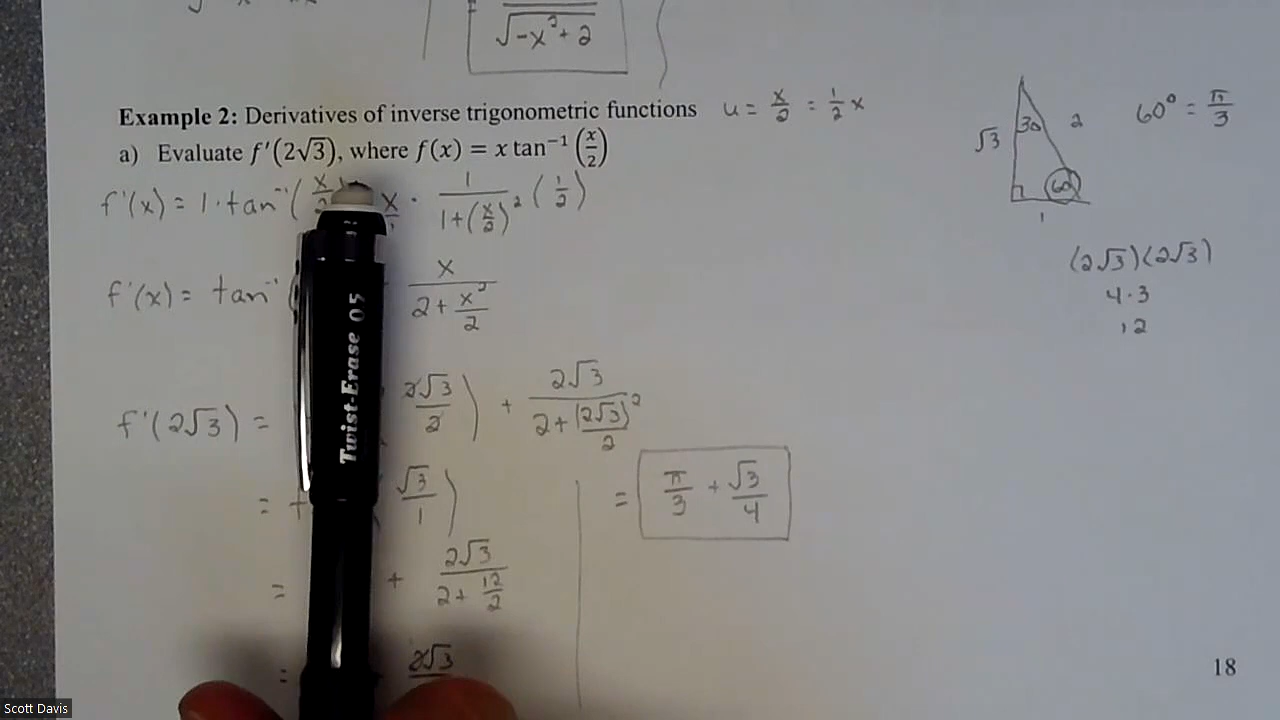 √-x²+2
Example 2: Derivatives of inverse trigonometric functions u = x/2 = 1/2 x
a) Evaluate f'(2√3), where f(x) = x tan⁻¹(x/2)
f'(x) = 1·tan⁻¹(x/2) x/1 · 1/(1+(x/2)²) (1/2)
f'(x) = tan⁻¹( x/(2+x²/2)
f'(2√3) = 2√3/2) + 2√3/(2+(2√3)²/2)
= √3/1)
= + 2√3/(2+12/2)
= 2√3
= π/3 + √3/4
√3 30 2 60° = π/3
60
1
(2√3)(2√3)
4·3
12
Twist-Erase 05
18
Scott Davis